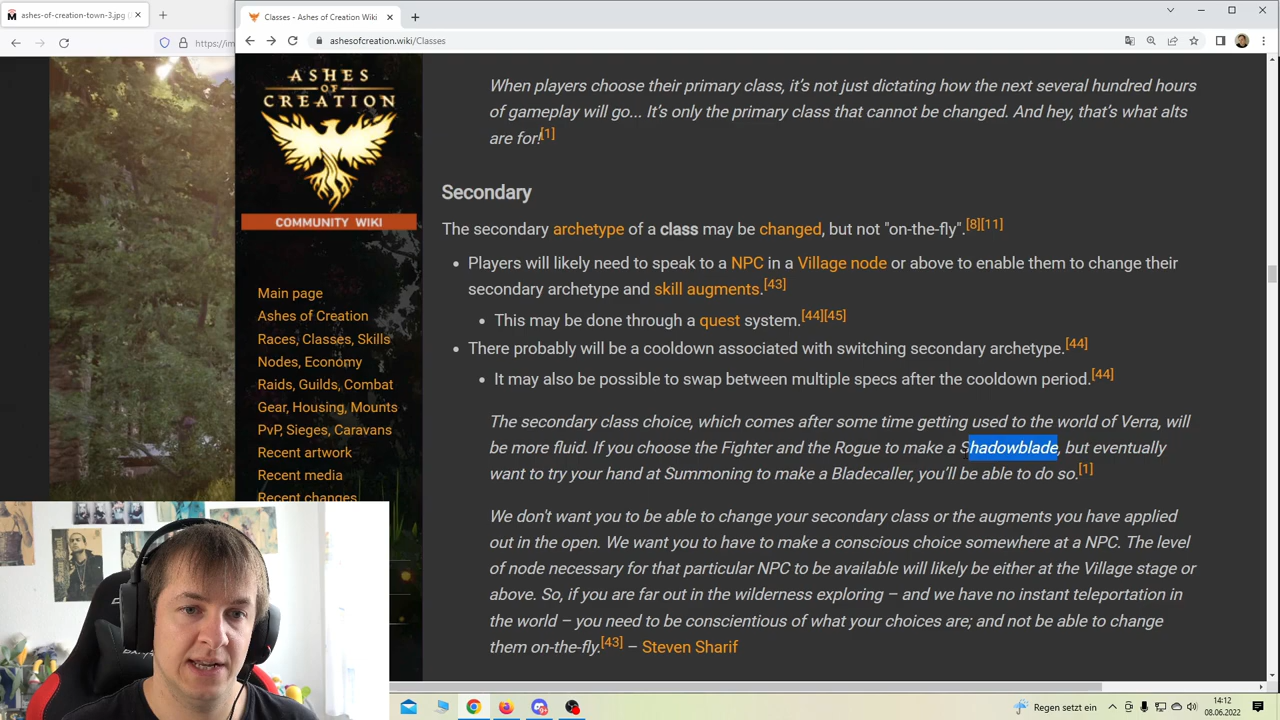 ashes-of-creation-town-3.jpg (
Classes - Ashes of Creation Wiki
https://im
ashesofcreation.wiki/Classes
ASHES
OF
CREATION
COMMUNITY WIKI
Main page
Ashes of Creation
Races, Classes, Skills
Nodes, Economy
Raids, Guilds, Combat
Gear, Housing, Mounts
PvP, Sieges, Caravans
Recent artwork
Recent media
Recent changes
When players choose their primary class, it's not just dictating how the next several hundred hours
of gameplay will go... It's only the primary class that cannot be changed. And hey, that's what alts
are for![1]
Secondary
The secondary archetype of a class may be changed, but not "on-the-fly".[8][11]
• Players will likely need to speak to a NPC in a Village node or above to enable them to change their
secondary archetype and skill augments.[43]
• This may be done through a quest system.[44][45]
• There probably will be a cooldown associated with switching secondary archetype.[44]
• It may also be possible to swap between multiple specs after the cooldown period.[44]
The secondary class choice, which comes after some time getting used to the world of Verra, will
be more fluid. If you choose the Fighter and the Rogue to make a Shadowblade, but eventually
want to try your hand at Summoning to make a Bladecaller, you'll be able to do so.[1]
We don't want you to be able to change your secondary class or the augments you have applied
out in the open. We want you to have to make a conscious choice somewhere at a NPC. The level
of node necessary for that particular NPC to be available will likely be either at the Village stage or
above. So, if you are far out in the wilderness exploring – and we have no instant teleportation in
the world – you need to be conscientious of what your choices are; and not be able to change
them on-the-fly.[43] – Steven Sharif
Regen setzt ein
14:12
08.06.2022